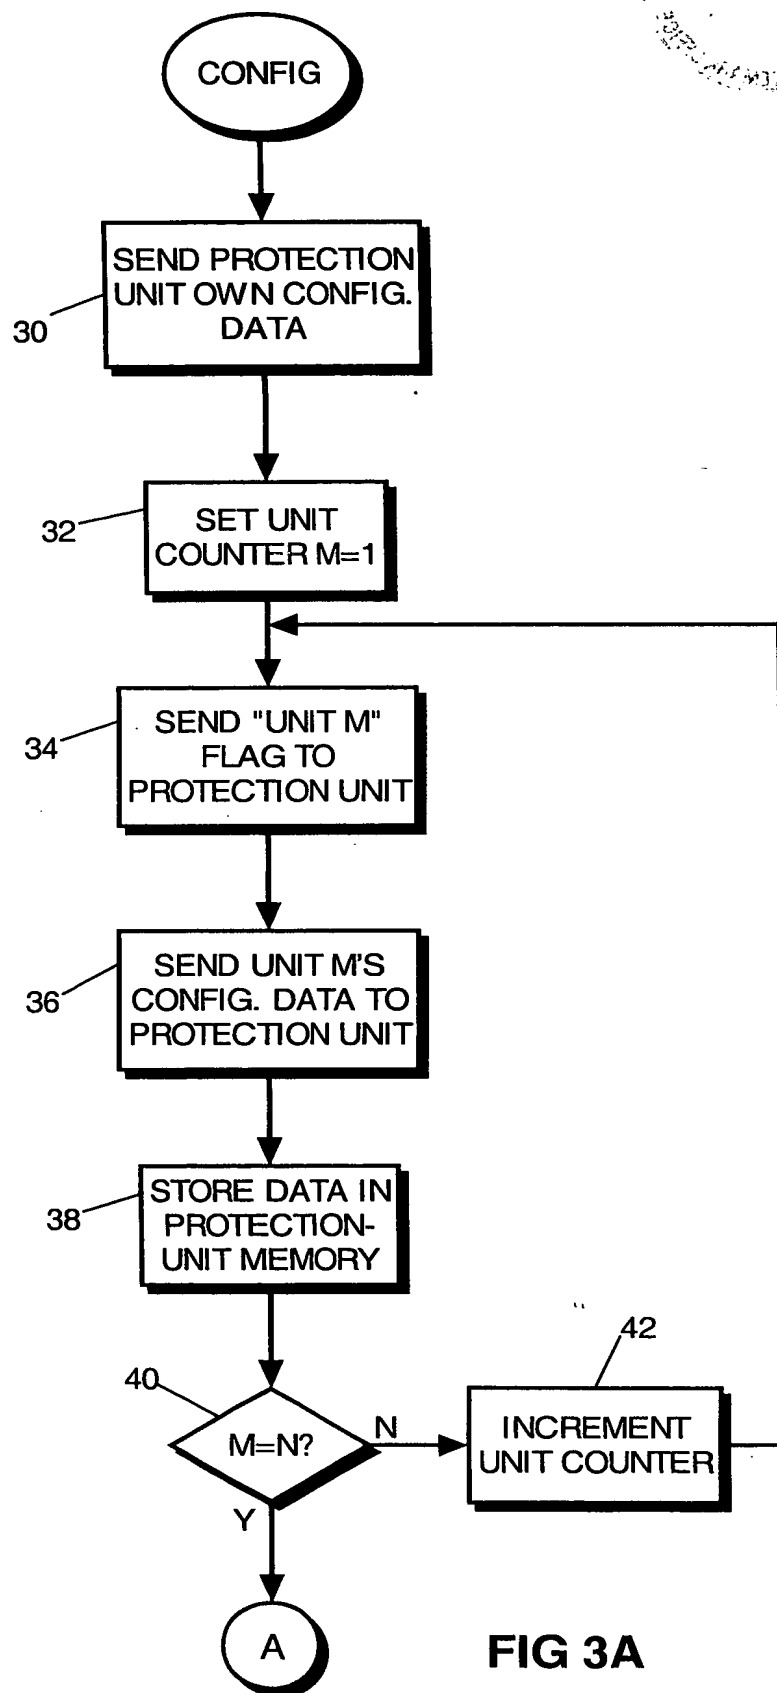 CONFIG
SEND PROTECTION
UNIT OWN CONFIG.
DATA
30
SET UNIT
COUNTER M=1
32
SEND "UNIT M"
FLAG TO
PROTECTION UNIT
34
SEND UNIT M'S
CONFIG. DATA TO
PROTECTION UNIT
36
STORE DATA IN
PROTECTION-
UNIT MEMORY
38
40
M=N?
N
Y
42
INCREMENT
UNIT COUNTER
A
FIG 3A